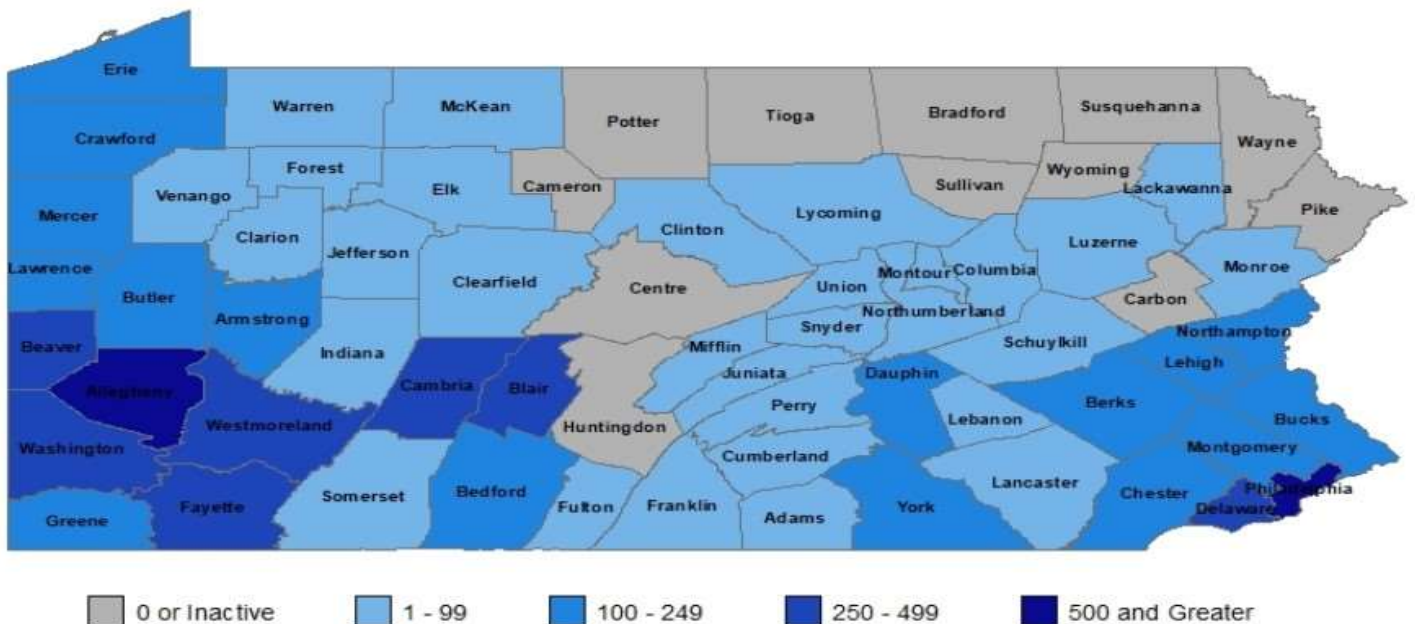 Erie
Warren
McKean
Potter
Tioga
Bradford
Susquehanna
Crawford
Wayne
Forest
Wyoming
Venango
Elk
Cameron
Sullivan
Lackawanna
Mercer
Lycoming
Pike
Clarion
Clinton
Jefferson
Luzerne
Lawrence
Clearfield
Montour
Columbia
Monroe
Butler
Centre
Union
Carbon
Armstrong
Northumberland
Snyder
Northampton
Beaver
Indiana
Mifflin
Schuylkill
Lehigh
Allegheny
Cambria
Blair
Juniata
Dauphin
Berks
Perry
Westmoreland
Huntingdon
Lebanon
Bucks
Washington
Cumberland
Montgomery
Somerset
Bedford
Lancaster
Philadelphia
Greene
Fayette
Fulton
Franklin
Adams
York
Chester
Delaware
0 or Inactive
1 - 99
100 - 249
250 - 499
500 and Greater